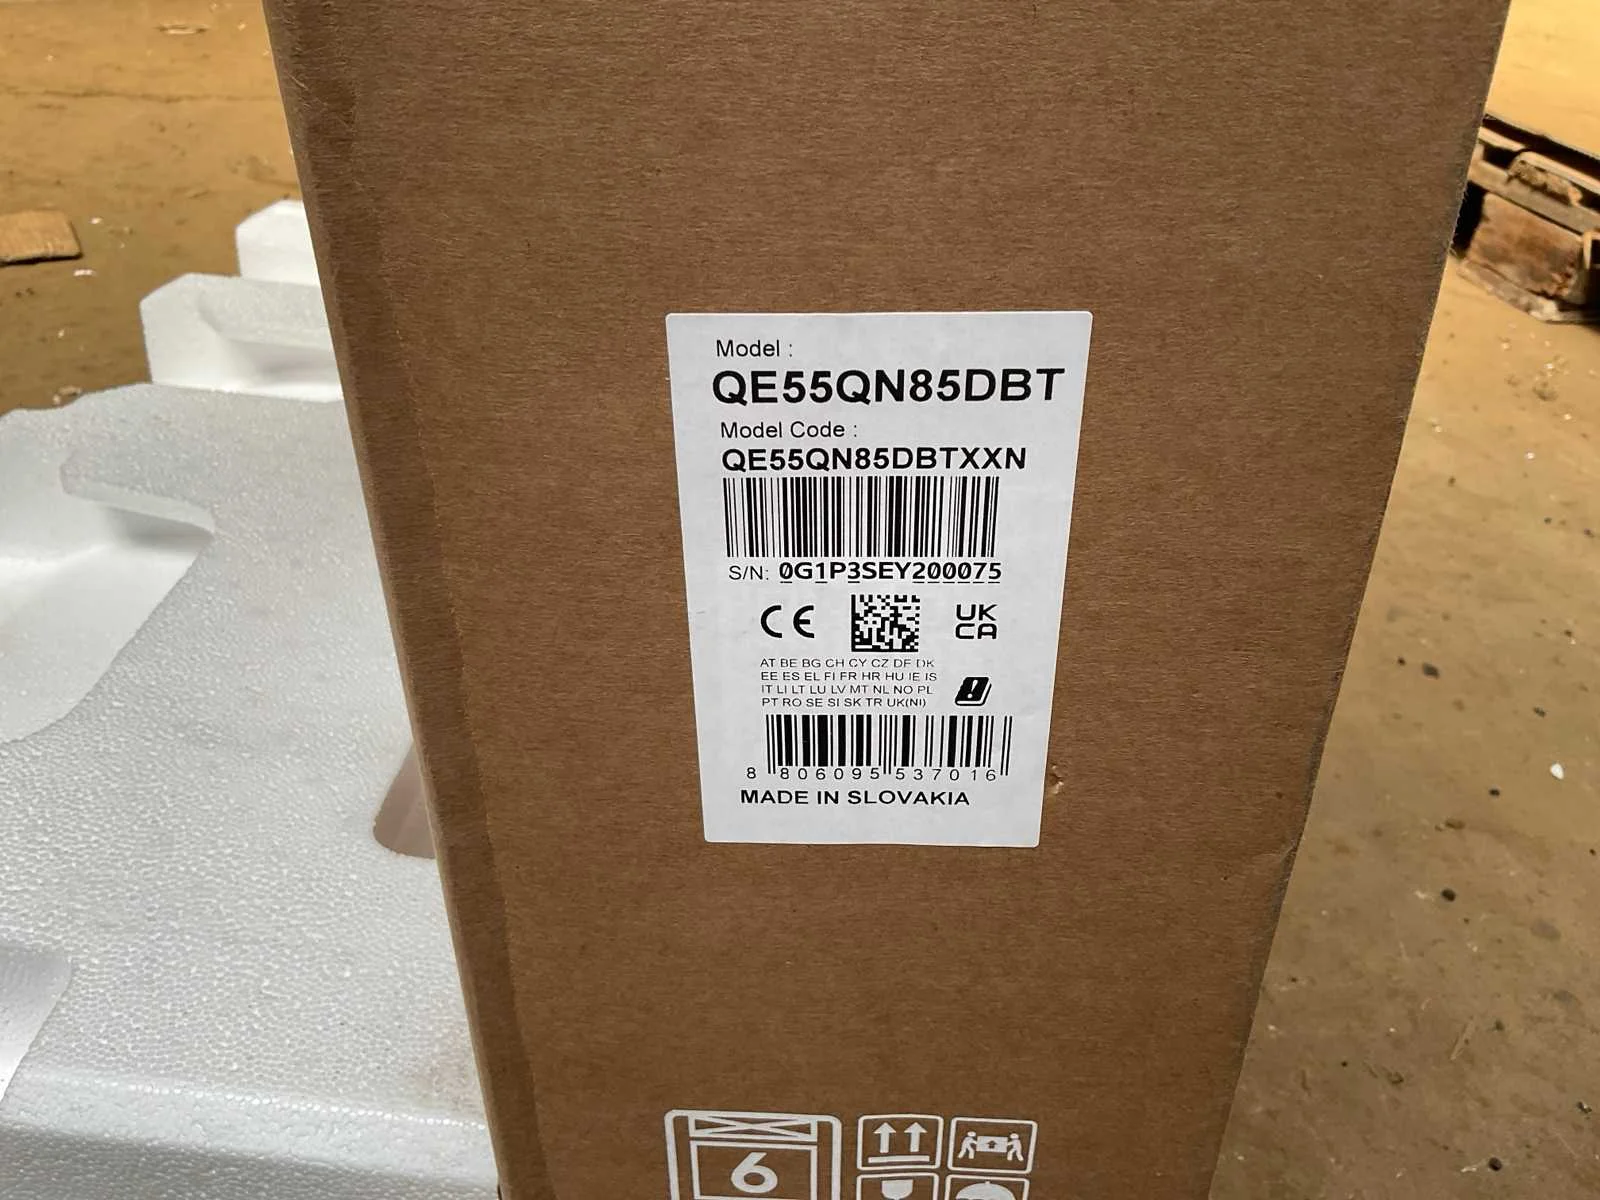 Model :
QE55QN85DBT
Model Code :
QE55QN85DBTXXN
S/N: 0G1P3SEY200075
CE UK
CA
AT BE BG CH CY CZ DE DK
EE ES EL FI FR HR HU IE IS
IT LI LT LU LV MT NL NO PL
PT RO SE SI SK TR UK(NI)
8 806095 537016
MADE IN SLOVAKIA
6